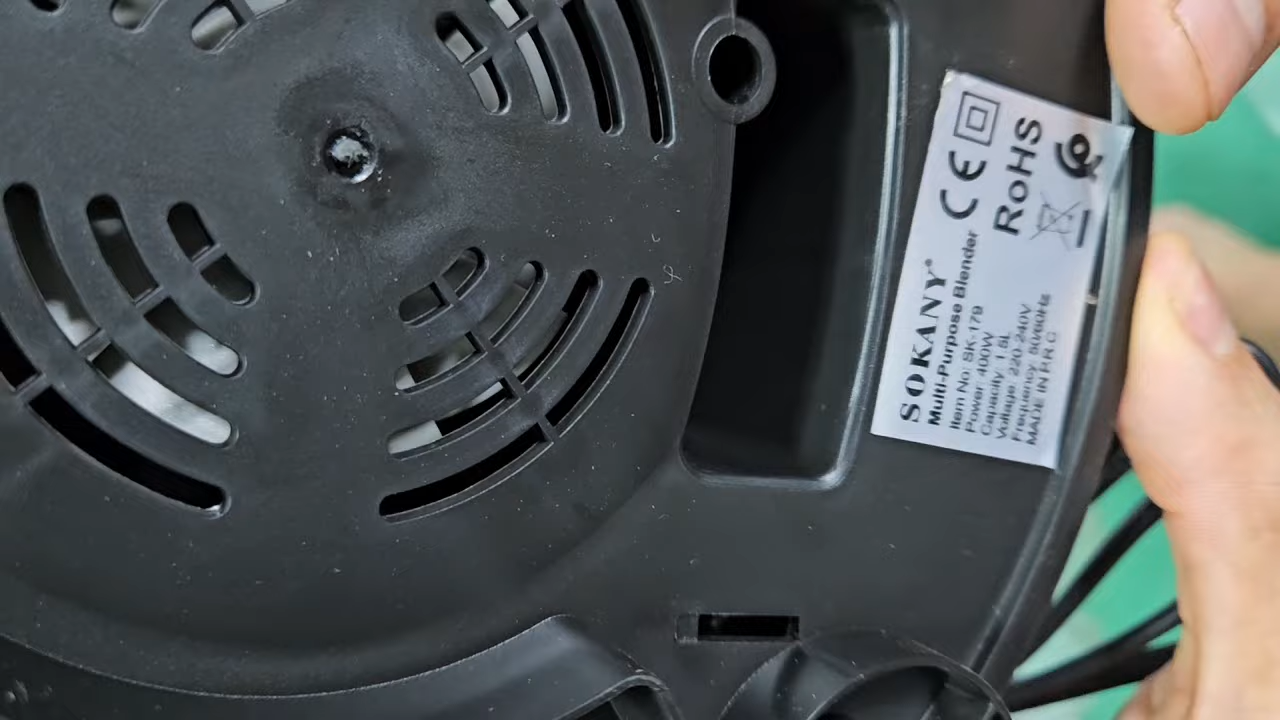 SOKANY®
Multi-Purpose Blender
Item No: SK-179
Power: 400W
Capacity: 1.5L
Voltage: 220-240V
Frequency: 50/60Hz
MADE IN P.R.C
CE
RoHS